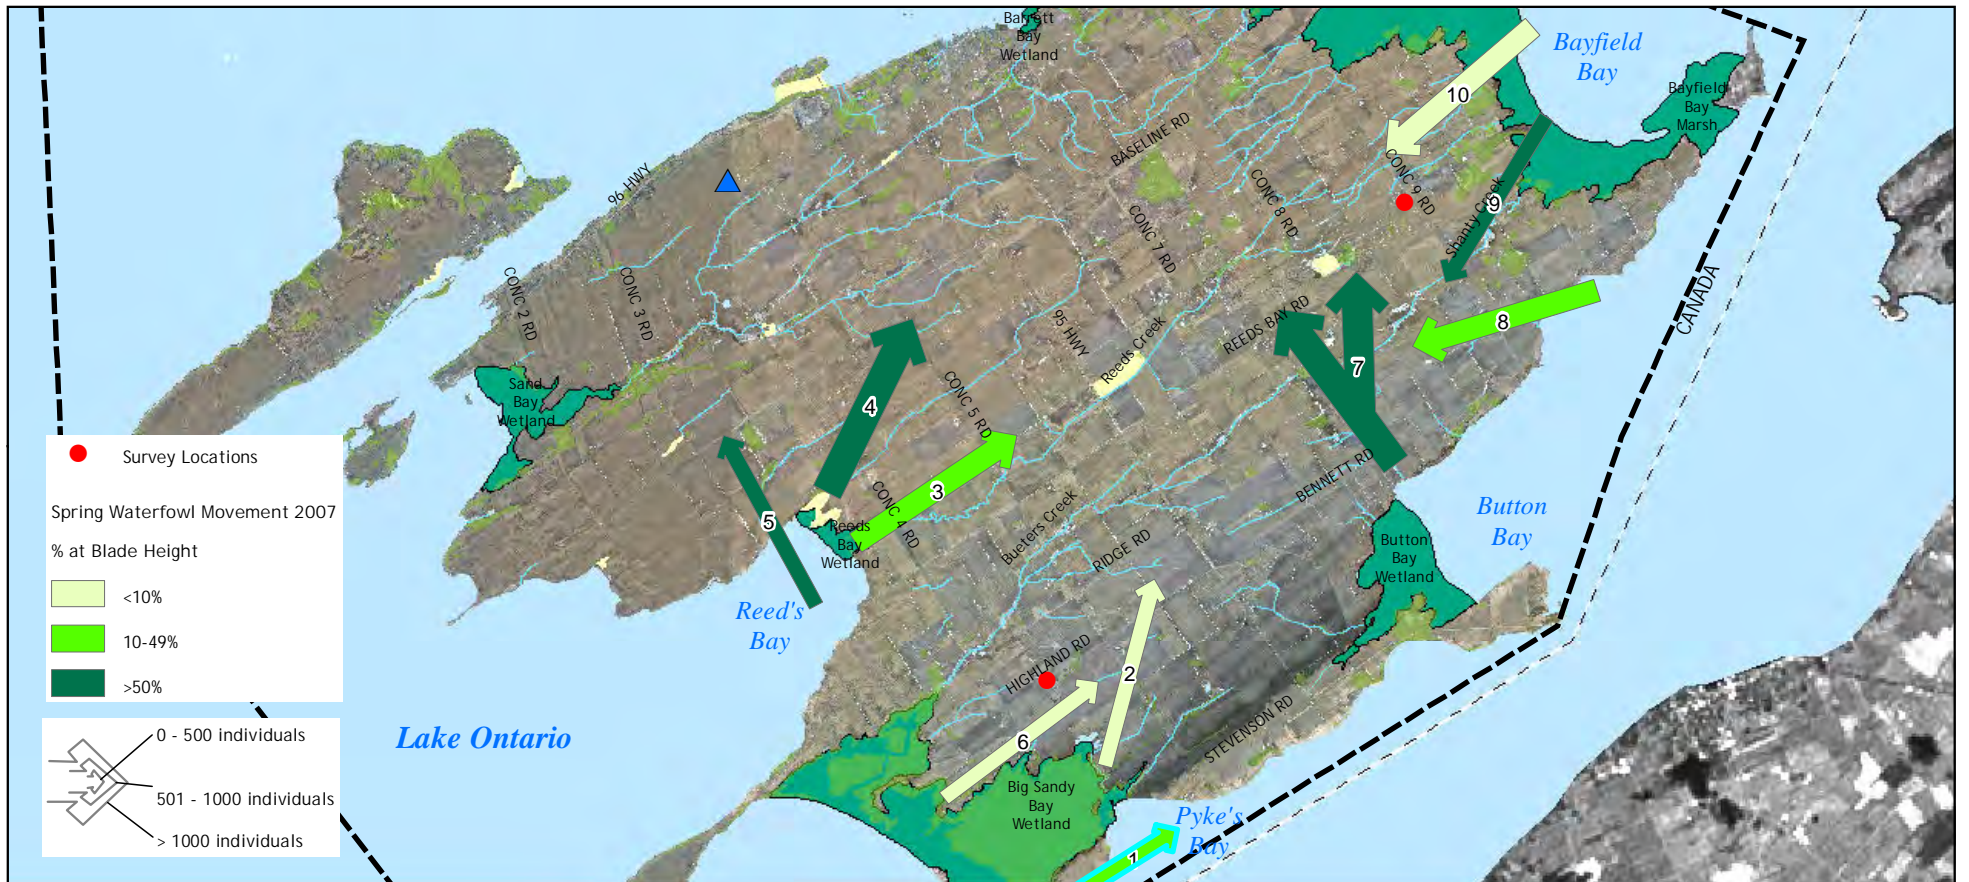 Barrett
Bay
Wetland
Bayfield
Bay
Bayfield
Bay
Marsh
10
BASELINE RD
96 HWY
CONC 9 RD
CONC 8 RD
9
Shanty Creek
CONC 7 RD
CONC 2 RD
CONC 3 RD
CANADA
REEDS BAY RD
8
95 HWY
Reeds Creek
7
Sand
Bay
Wetland
4
CONC 5 RD
3
CONC 4 RD
5
Reeds
Bay
Wetland
BENNETT RD
Bueters Creek
Button
Bay
Button
Bay
Wetland
RIDGE RD
Reed's
Bay
HIGHLAND RD
2
6
STEVENSON RD
Lake Ontario
Big Sandy
Bay
Wetland
Pyke's
Bay
1
Survey Locations
Spring Waterfowl Movement 2007
% at Blade Height
<10%
10-49%
>50%
0 - 500 individuals
501 - 1000 individuals
> 1000 individuals